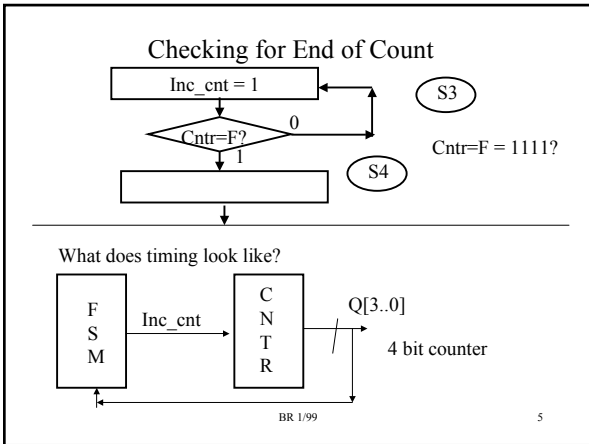 Checking for End of Count
Inc_cnt = 1
S3
0
Cntr=F?
Cntr=F = 1111?
1
S4
What does timing look like?
F
S
M
Inc_cnt
C
N
T
R
Q[3..0]
4 bit counter
BR 1/99
5